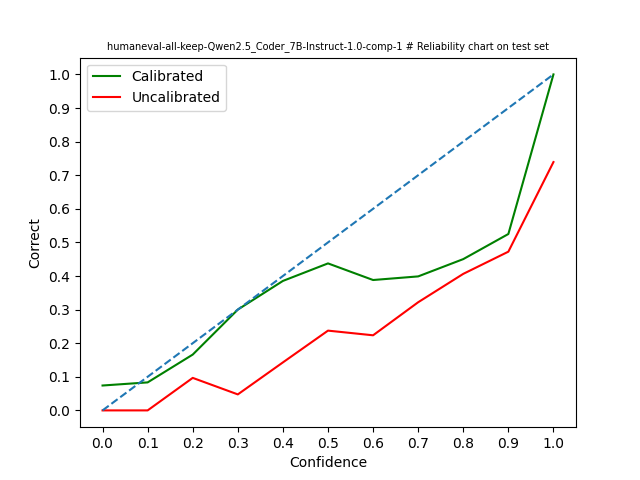 humaneval-all-keep-Qwen2.5_Coder_7B-Instruct-1.0-comp-1 # Reliability chart on test set
Calibrated
Uncalibrated
1.0
0.9
0.8
0.7
0.6
0.5
0.4
0.3
0.2
0.1
0.0
Correct
0.0 0.1 0.2 0.3 0.4 0.5 0.6 0.7 0.8 0.9 1.0
Confidence